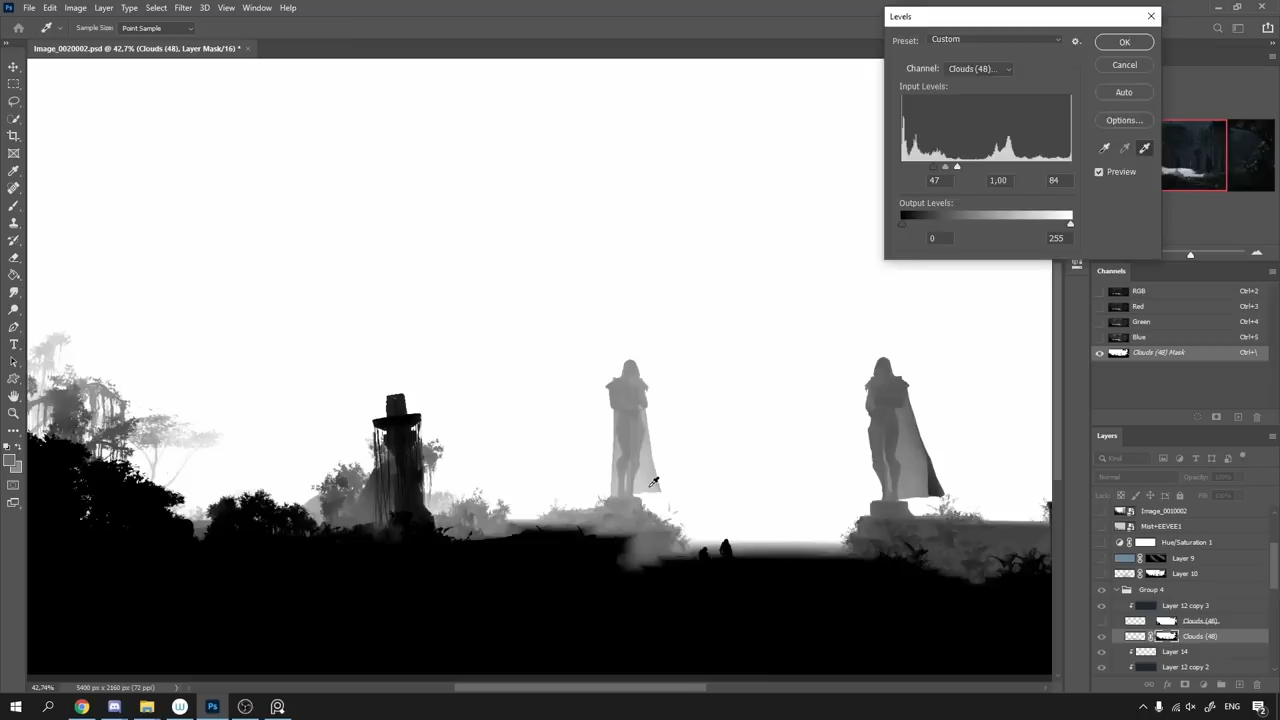 Ps File Edit Image Layer Type Select Filter 3D View Window Help
Sample Size: Point Sample
Image_0020002.psd @ 42,7% (Clouds (48), Layer Mask/16) *
Levels
Preset: Custom
OK
Channel: Clouds (48)...
Cancel
Input Levels:
Auto
Options...
Preview
47 1,00 84
Output Levels:
0 255
Channels
RGB Ctrl+2
Red Ctrl+3
Green Ctrl+4
Blue Ctrl+5
Clouds (48) Mask Ctrl+\
Layers
Kind
Normal Opacity: 100%
Lock: Fill: 100%
Image_0010002
Mist+EEVEE1
Hue/Saturation 1
Layer 9
Layer 10
Group 4
Layer 12 copy 3
Clouds (48)
Clouds (48)
Layer 14
Layer 12 copy 2
42,74% 5400 px x 2160 px (72 ppi)
Ps
ENG